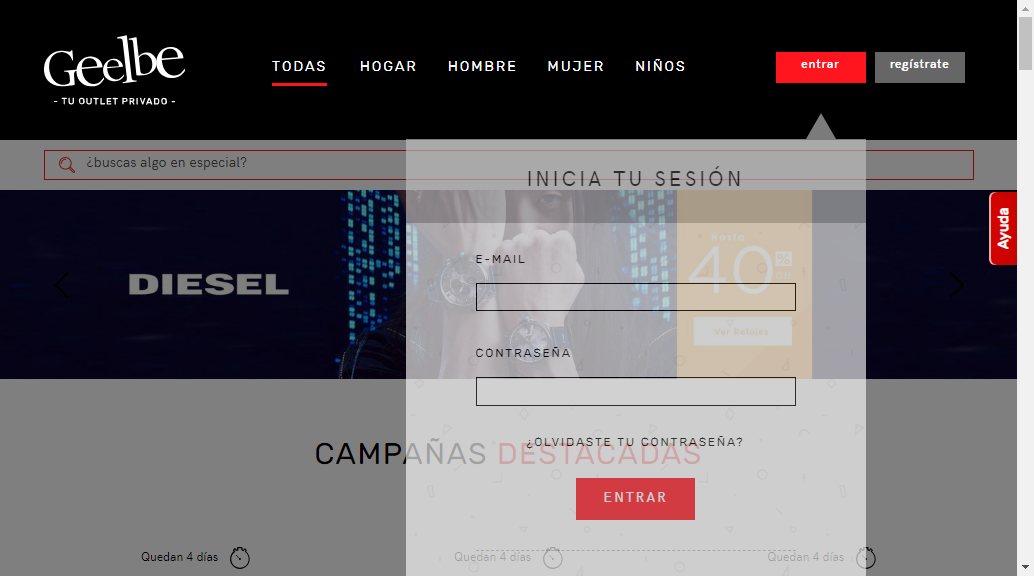 Geelbe
- TU OUTLET PRIVADO -
TODAS
HOGAR
HOMBRE
MUJER
NIÑOS
entrar
regístrate
¿buscas algo en especial?
INICIA TU SESIÓN
Ayuda
DIESEL
Hasta
40%
Off
Ver Relojes
E-MAIL
CONTRASEÑA
¿OLVIDASTE TU CONTRASEÑA?
CAMPAÑAS DESTACADAS
ENTRAR
Quedan 4 días
Quedan 4 días
Quedan 4 días